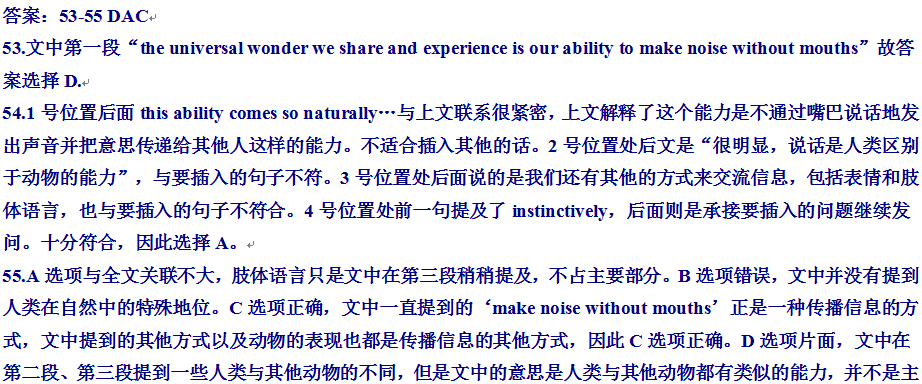 答案：53-55 DAC
53.文中第一段“the universal wonder we share and experience is our ability to make noise without mouths”故答
案选择 D.
54.1 号位置后面 this ability comes so naturally…与上文联系很紧密，上文解释了这个能力是不通过嘴巴说话地发
出声音并把意思传递给其他人这样的能力。不适合插入其他的话。2 号位置处后文是“很明显，说话是人类区别
于动物的能力”，与要插入的句子不符。3 号位置处后面说的是我们还有其他的方式来交流信息，包括表情和肢
体语言，也与要插入的句子不符合。4 号位置处前一句提及了 instinctively，后面则是承接要插入的问题继续发
问。十分符合，因此选择 A。
55.A 选项与全文关联不大，肢体语言只是文中在第三段稍稍提及，不占主要部分。B 选项错误，文中并没有提到
人类在自然中的特殊地位。C 选项正确，文中一直提到的‘make noise without mouths’正是一种传播信息的方
式，文中提到的其他方式以及动物的表现也都是传播信息的其他方式，因此 C 选项正确。D 选项片面，文中在
第二段、第三段提到一些人类与其他动物的不同，但是文中的意思是人类与其他动物都有类似的能力，并不是主